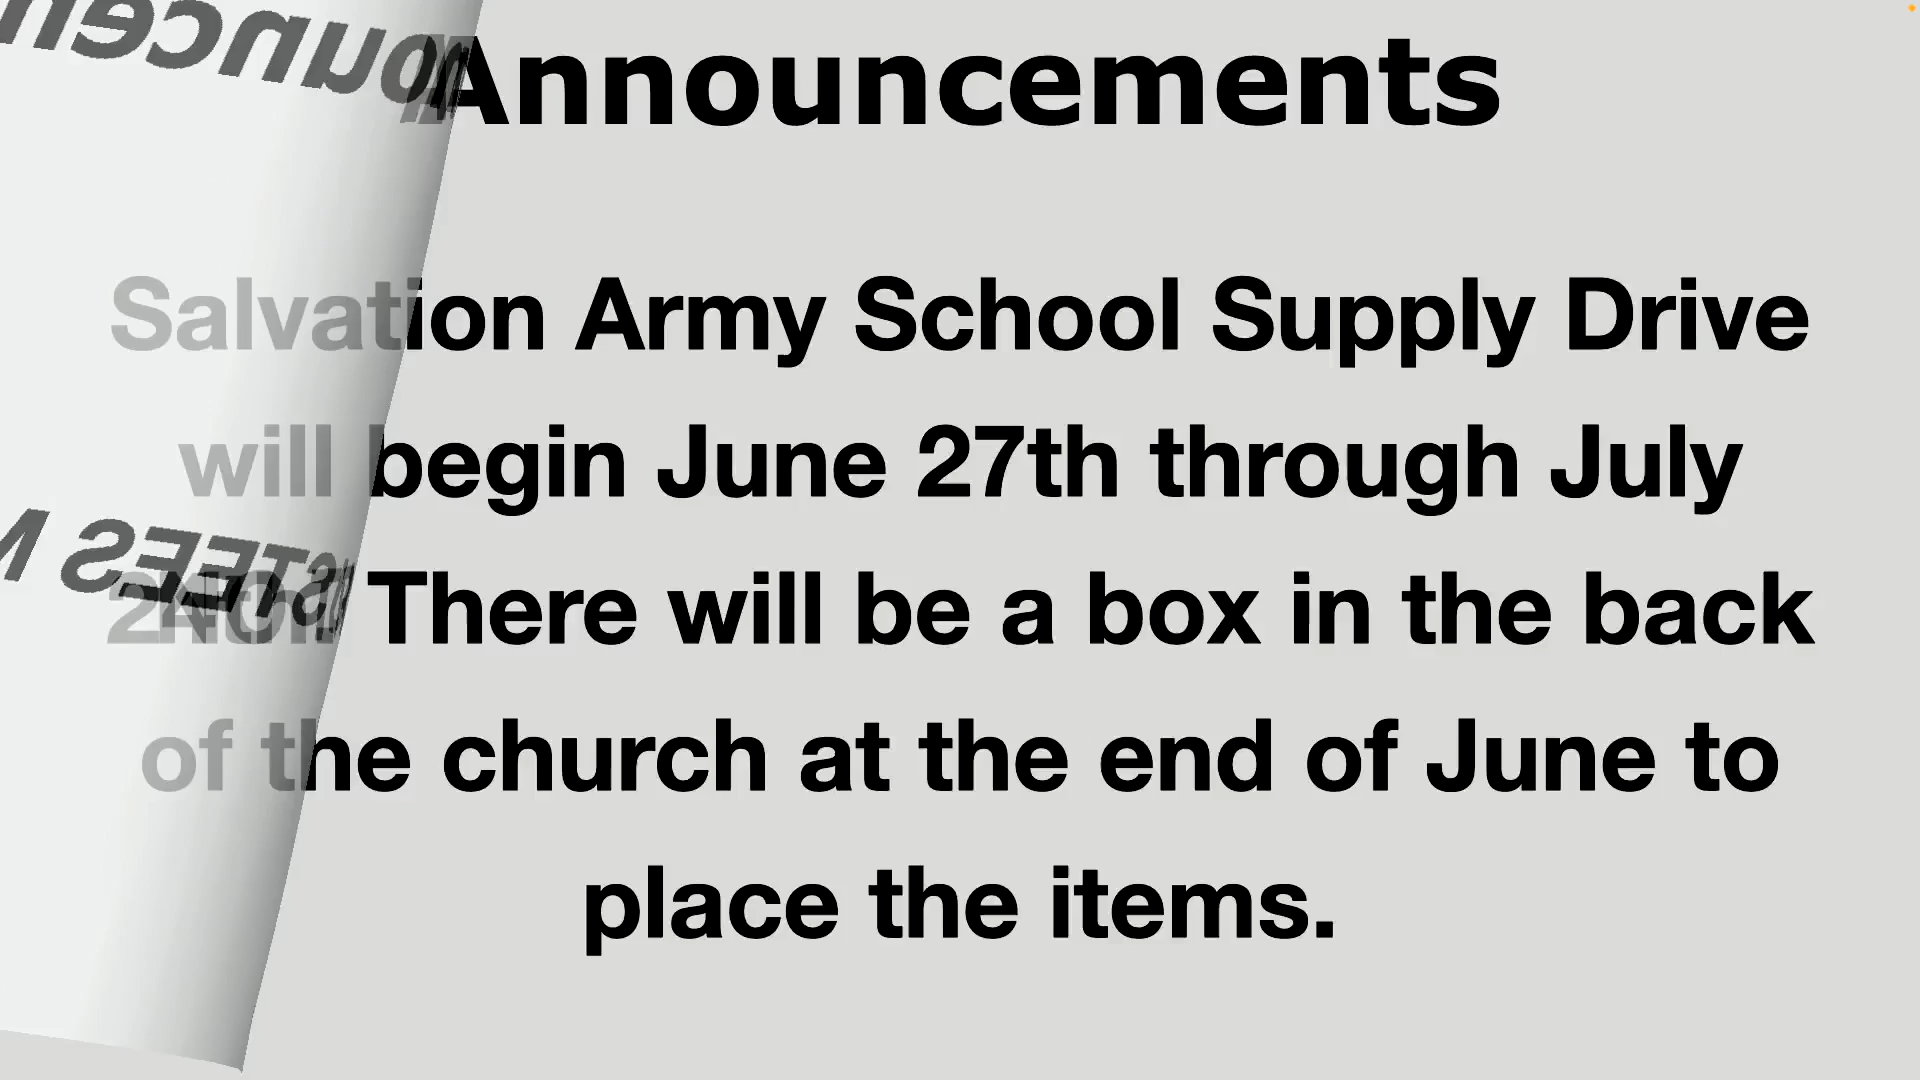 Announcements
Salvation Army School Supply Drive
will begin June 27th through July
24th. There will be a box in the back
of the church at the end of June to
place the items.